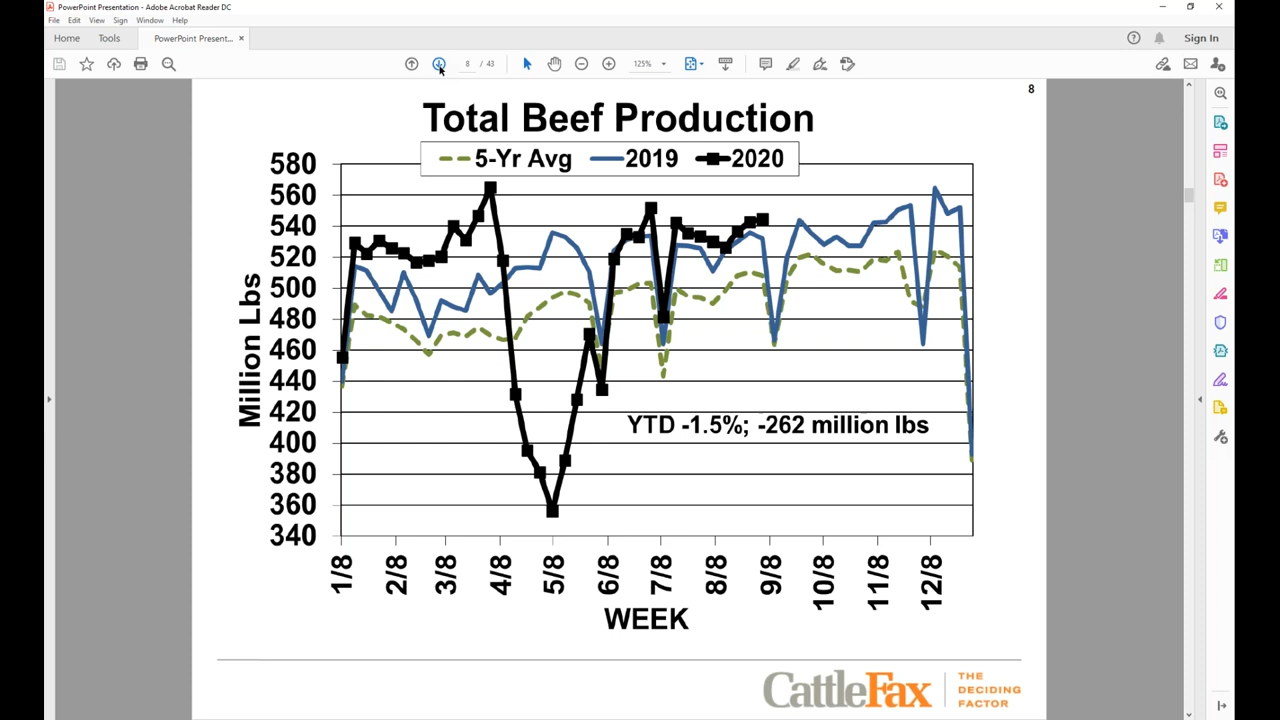 PowerPoint Presentation - Adobe Acrobat Reader DC
File Edit View Sign Window Help
Home Tools PowerPoint Present... × Sign In
8 / 43 125%
8
Total Beef Production
5-Yr Avg 2019 2020
580
560
540
520
500
480
460
440
420
400
380
360
340
Million Lbs
YTD -1.5%; -262 million lbs
1/8 2/8 3/8 4/8 5/8 6/8 7/8 8/8 9/8 10/8 11/8 12/8
WEEK
CattleFax
THE
DECIDING
FACTOR